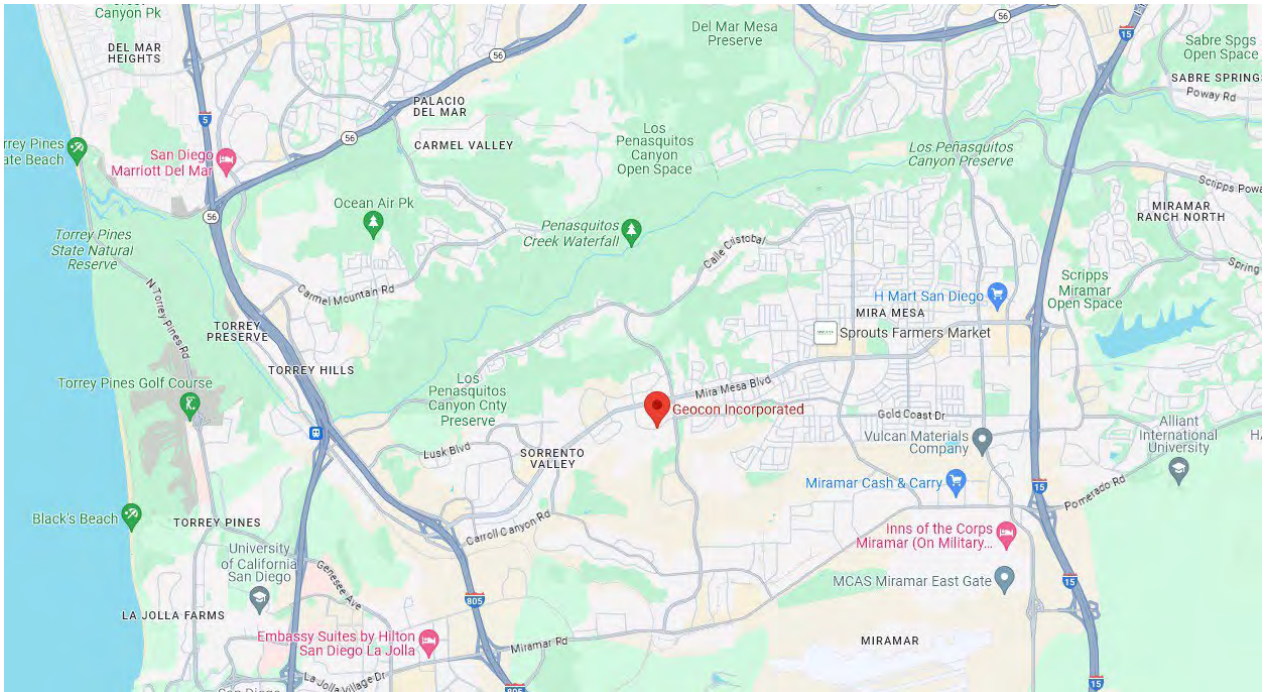 Canyon Pk
DEL MAR
HEIGHTS
56
56
15
Del Mar Mesa
Preserve
Sabre Spgs
Open Space
SABRE SPRING
Poway Rd
5
PALACIO
DEL MAR
56
CARMEL VALLEY
Los
Penasquitos
Canyon
Open Space
Los Peñasquitos
Canyon Preserve
rrey Pines
ate Beach
San Diego
Marriott Del Mar
Scripps Powa
MIRAMAR
RANCH NORTH
Ocean Air Pk
56
Penasquitos
Creek Waterfall
Torrey Pines
State Natural
Reserve
Calle Cristobal
Spring
Carmel Mountain Rd
N Torrey Pines Rd
Scripps
Miramar
Open Space
H Mart San Diego
MIRA MESA
Sprouts Farmers Market
TORREY
PRESERVE
TORREY HILLS
Torrey Pines Golf Course
Los
Penasquitos
Canyon Cnty
Preserve
Mira Mesa Blvd
Geocon Incorporated
Gold Coast Dr
Vulcan Materials
Company
Alliant
International
University
Lusk Blvd
SORRENTO
VALLEY
Miramar Cash & Carry
15
Pomerado Rd
Black's Beach
TORREY PINES
Carroll Canyon Rd
Inns of the Corps
Miramar (On Military...
University
of California
San Diego
Genesee Ave
MCAS Miramar East Gate
15
805
LA JOLLA FARMS
Embassy Suites by Hilton
San Diego La Jolla
Miramar Rd
MIRAMAR
La Jolla Village Dr
805
15